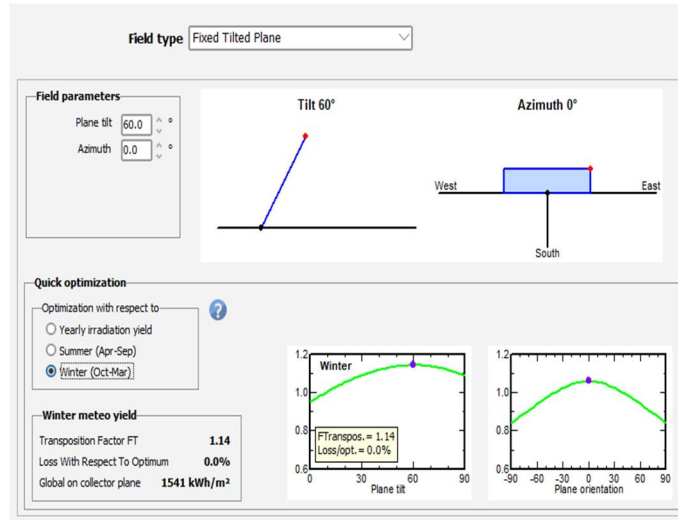 Field type Fixed Tilted Plane
Field parameters
Plane tilt 60.0 °
Azimuth 0.0 °
Tilt 60°
Azimuth 0°
West
East
South
Quick optimization
Optimization with respect to
Yearly irradiation yield
Summer (Apr-Sep)
Winter (Oct-Mar)
?
Winter meteo yield
Transposition Factor FT 1.14
Loss With Respect To Optimum 0.0%
Global on collector plane 1541 kWh/m²
1.2
1.0
0.8
0.6
Winter
FTranspos.= 1.14
Loss/opt.= 0.0%
0 30 60 90
Plane tilt
1.2
1.0
0.8
0.6
-90 -60 -30 0 30 60 90
Plane orientation